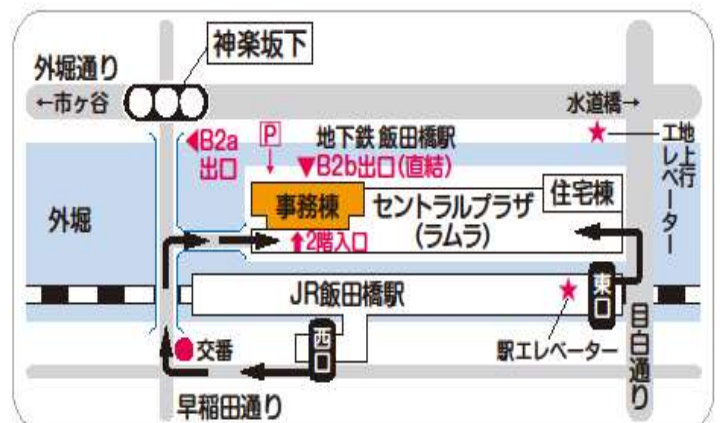 神楽坂下
外堀通り
←市ヶ谷
水道橋→
◀B2a
出口
P
地下鉄 飯田橋駅
▼B2b出口(直結)
地上行
エレベーター
事務棟
セントラルプラザ
(ラムラ)
住宅棟
外堀
⬆2階入口
JR飯田橋駅
東口
交番
西口
駅エレベーター
目白通り
早稲田通り